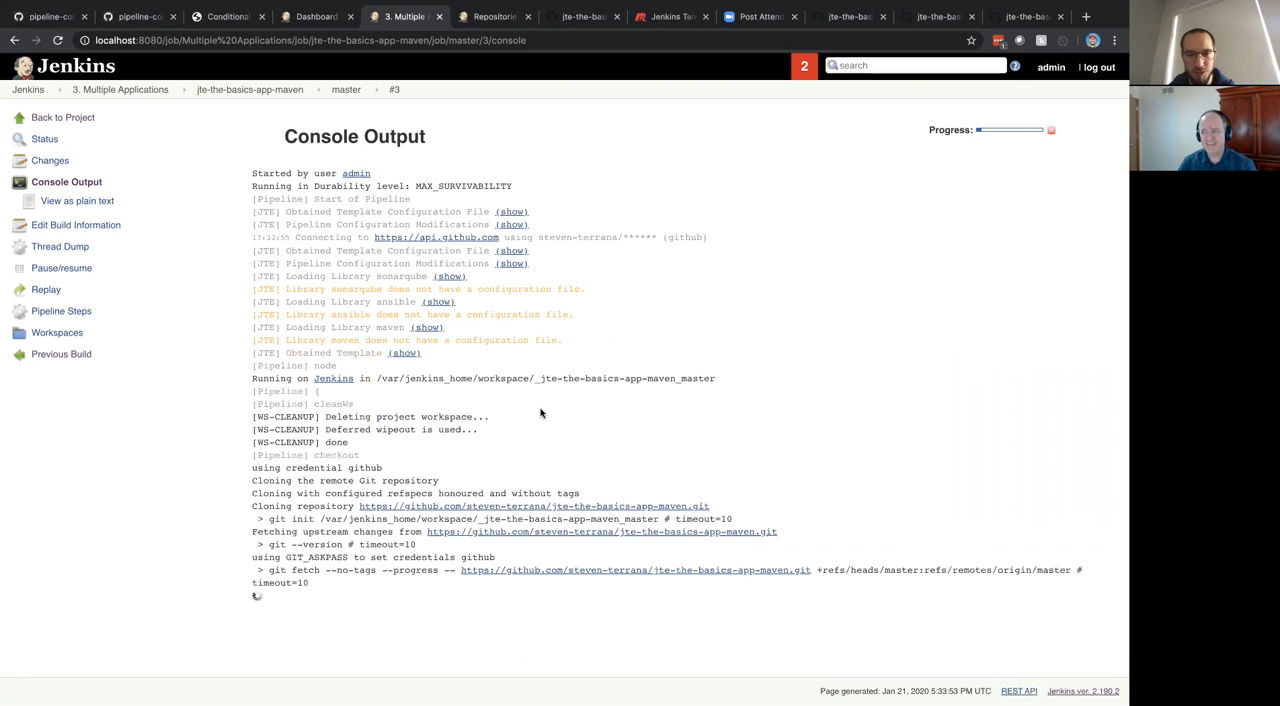 pipeline-co
pipeline-co
Conditional
Dashboard
3. Multiple A
Repositorie
jte-the-basi
Jenkins Ten
Post Attend
jte-the-basi
jte-the-basi
jte-the-basi
localhost:8080/job/Multiple%20Applications/job/jte-the-basics-app-maven/job/master/3/console
Jenkins
2
search
admin
| log out
Jenkins
3. Multiple Applications
jte-the-basics-app-maven
master
#3
Back to Project
Status
Changes
Console Output
View as plain text
Edit Build Information
Thread Dump
Pause/resume
Replay
Pipeline Steps
Workspaces
Previous Build
Console Output
Progress:
Started by user admin
Running in Durability level: MAX_SURVIVABILITY
[Pipeline] Start of Pipeline
[JTE] Obtained Template Configuration File (show)
[JTE] Pipeline Configuration Modifications (show)
17:33:55 Connecting to https://api.github.com using steven-terrana/****** (github)
[JTE] Obtained Template Configuration File (show)
[JTE] Pipeline Configuration Modifications (show)
[JTE] Loading Library sonarqube (show)
[JTE] Library sonarqube does not have a configuration file.
[JTE] Loading Library ansible (show)
[JTE] Library ansible does not have a configuration file.
[JTE] Loading Library maven (show)
[JTE] Library maven does not have a configuration file.
[JTE] Obtained Template (show)
[Pipeline] node
Running on Jenkins in /var/jenkins_home/workspace/_jte-the-basics-app-maven_master
[Pipeline] {
[Pipeline] cleanWs
[WS-CLEANUP] Deleting project workspace...
[WS-CLEANUP] Deferred wipeout is used...
[WS-CLEANUP] done
[Pipeline] checkout
using credential github
Cloning the remote Git repository
Cloning with configured refspecs honoured and without tags
Cloning repository https://github.com/steven-terrana/jte-the-basics-app-maven.git
> git init /var/jenkins_home/workspace/_jte-the-basics-app-maven_master # timeout=10
Fetching upstream changes from https://github.com/steven-terrana/jte-the-basics-app-maven.git
> git --version # timeout=10
using GIT_ASKPASS to set credentials github
> git fetch --no-tags --progress -- https://github.com/steven-terrana/jte-the-basics-app-maven.git +refs/heads/master:refs/remotes/origin/master #
timeout=10
Page generated: Jan 21, 2020 5:33:53 PM UTC
REST API
Jenkins ver. 2.190.2